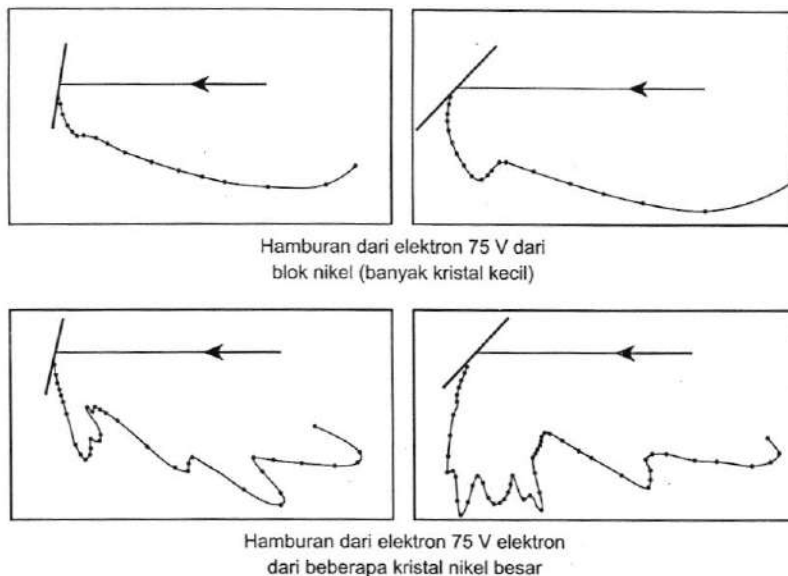 Hamburan dari elektron 75 V dari
blok nikel (banyak kristal kecil)
Hamburan dari elektron 75 V elektron
dari beberapa kristal nikel besar